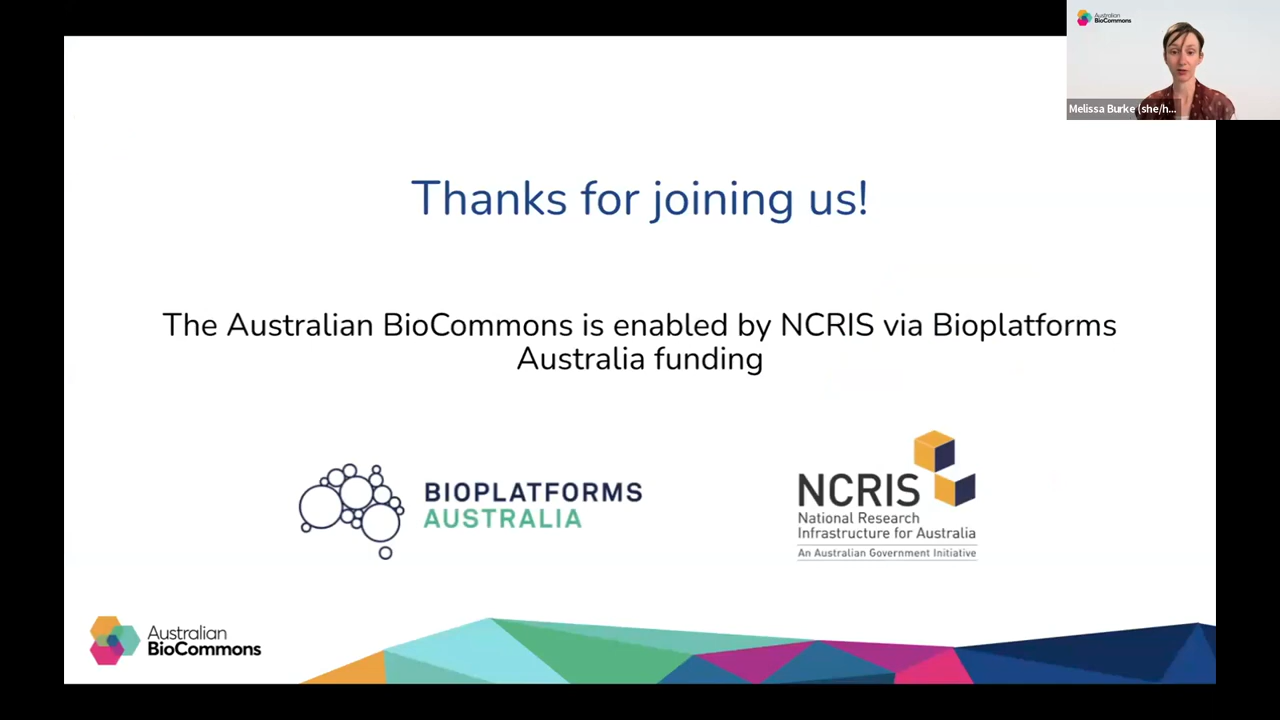 Australian
BioCommons
Melissa Burke (she/h...
Thanks for joining us!
The Australian BioCommons is enabled by NCRIS via Bioplatforms
Australia funding
BIOPLATFORMS
AUSTRALIA
NCRIS
National Research
Infrastructure for Australia
An Australian Government Initiative
Australian
BioCommons